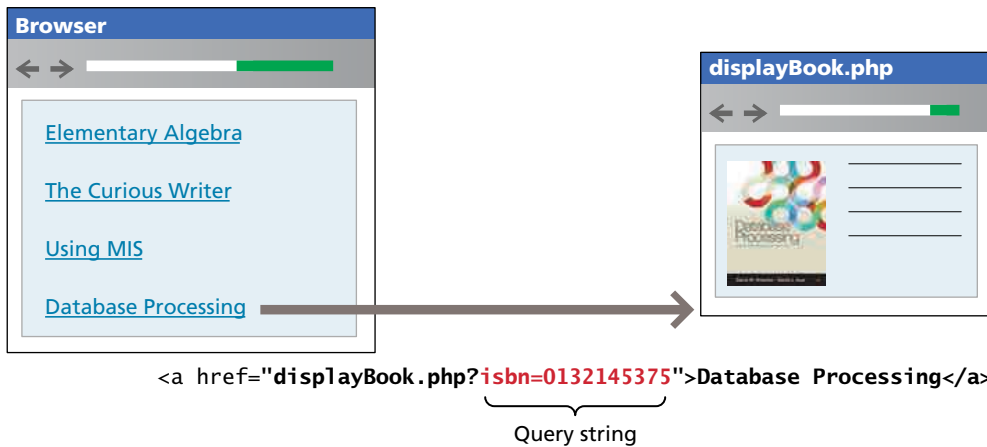 Browser
displayBook.php
Elementary Algebra
The Curious Writer
Using MIS
Database Processing
Database
Processing
<a href="displayBook.php?isbn=0132145375">Database Processing</a>
Query string